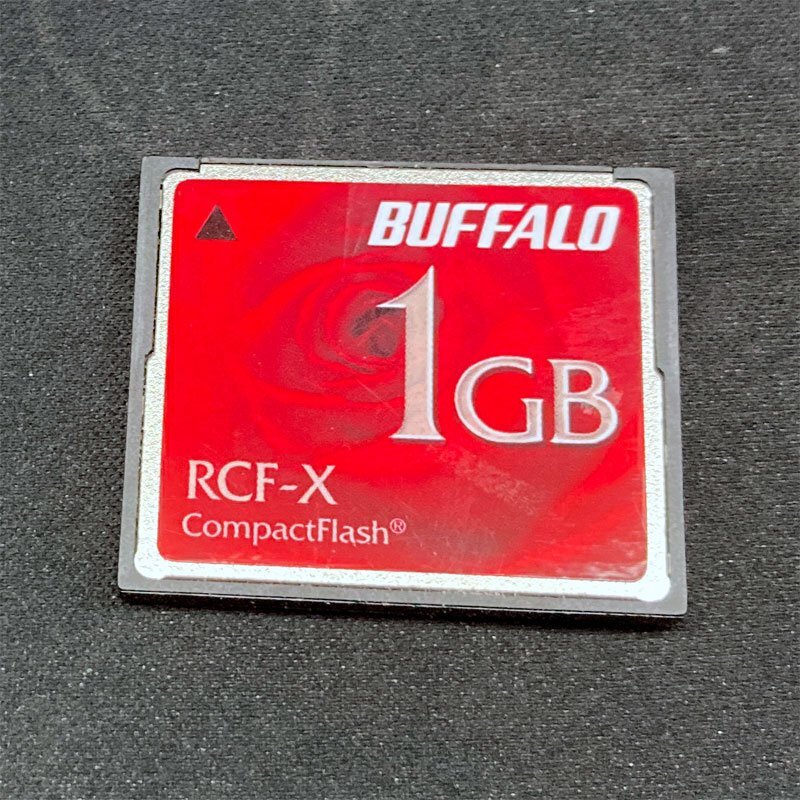 BUFFALO
1GB
RCF-X
CompactFlash®